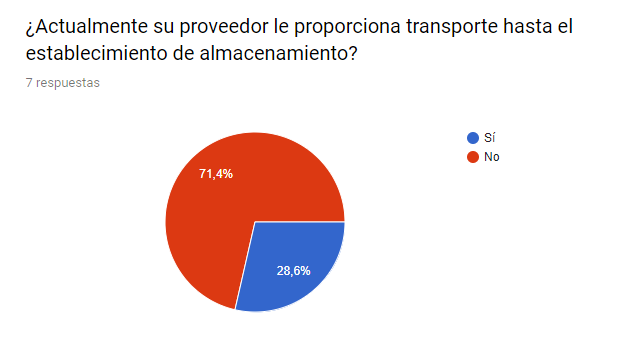 ¿Actualmente su proveedor le proporciona transporte hasta el
establecimiento de almacenamiento?
7 respuestas
Sí
No
71,4%
28,6%